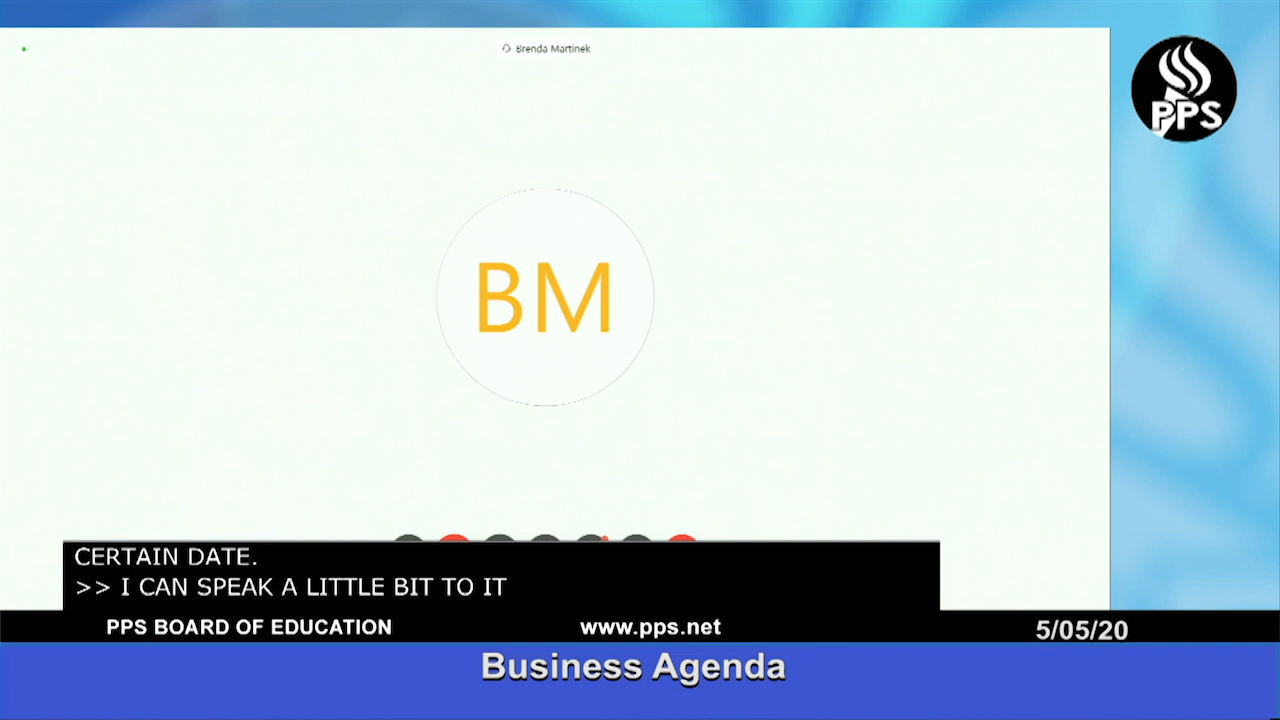 Brenda Martinek
PPS
BM
CERTAIN DATE.
>> I CAN SPEAK A LITTLE BIT TO IT
PPS BOARD OF EDUCATION
www.pps.net
5/05/20
Business Agenda